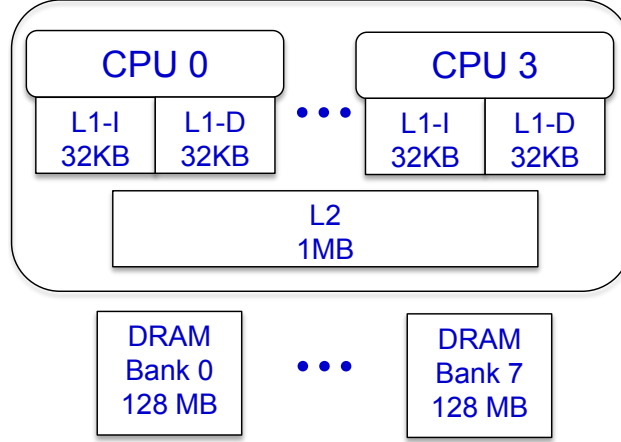 CPU 0
CPU 3
L1-I
32KB
L1-D
32KB
L1-I
32KB
L1-D
32KB
L2
1MB
DRAM
Bank 0
128 MB
DRAM
Bank 7
128 MB